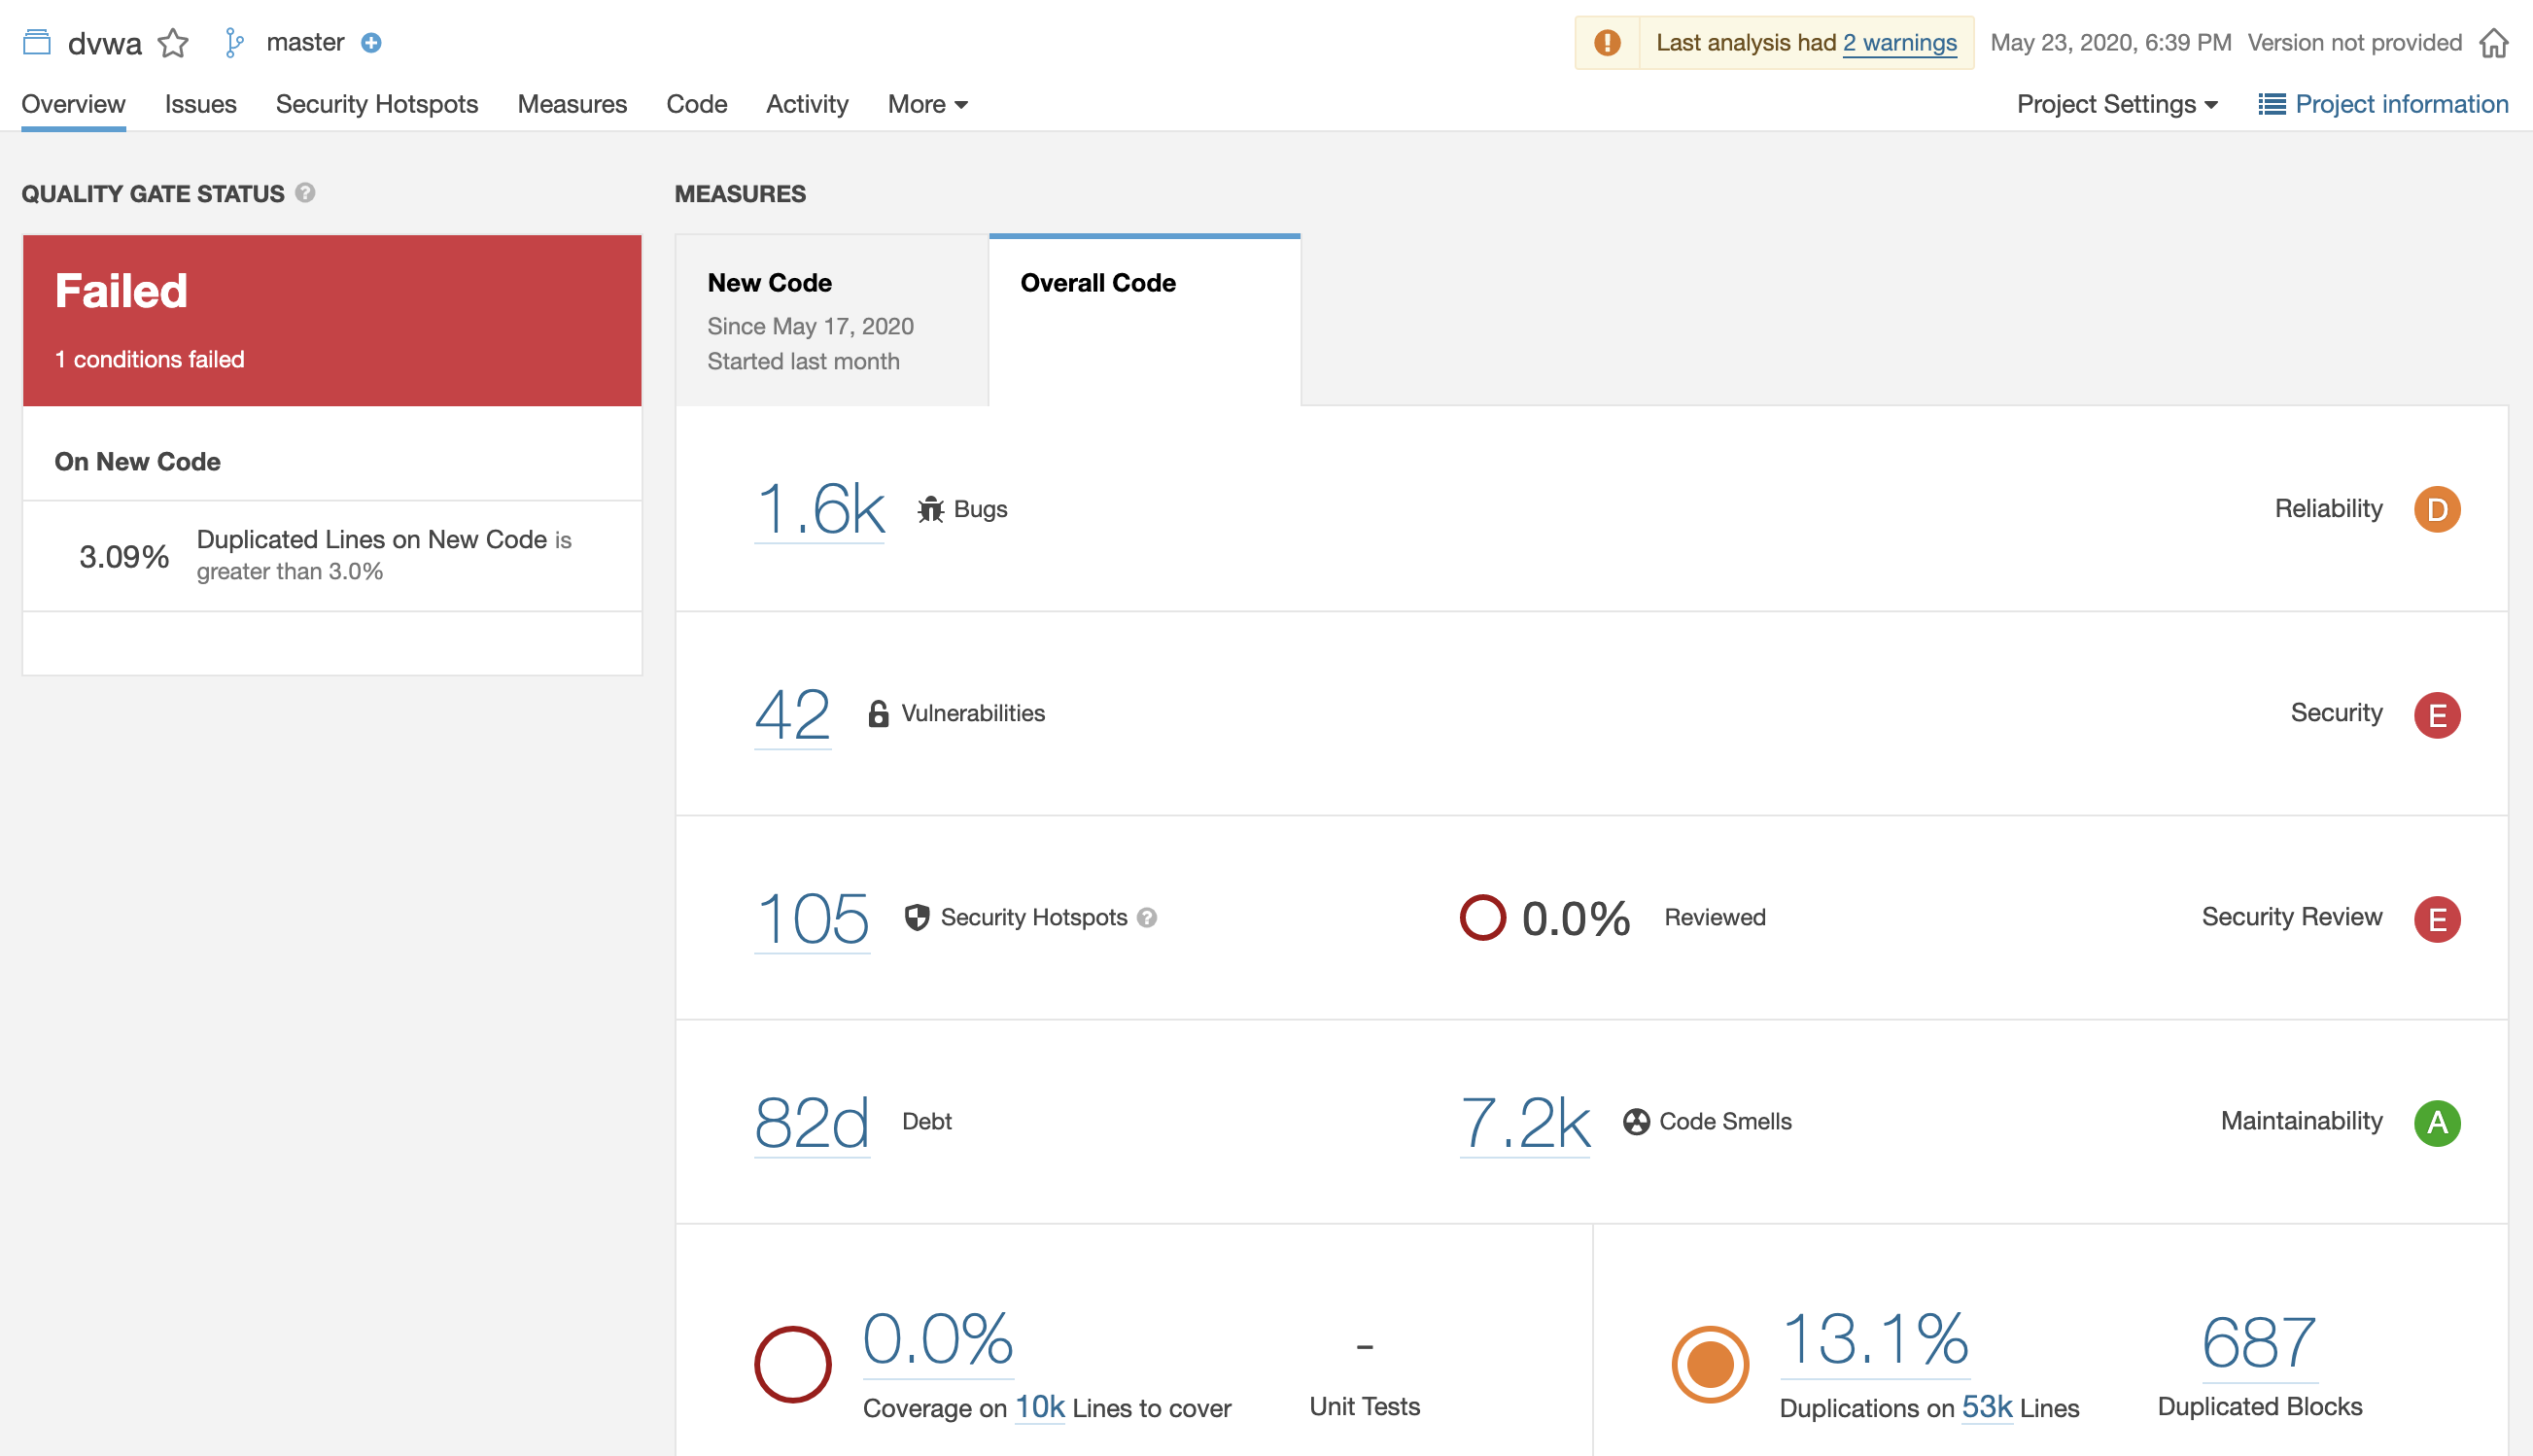 dvwa master
Last analysis had 2 warnings May 23, 2020, 6:39 PM Version not provided
Overview Issues Security Hotspots Measures Code Activity More
Project Settings Project information
QUALITY GATE STATUS ?
Failed
1 conditions failed
On New Code
3.09% Duplicated Lines on New Code is
greater than 3.0%
MEASURES
New Code
Since May 17, 2020
Started last month
Overall Code
1.6k Bugs Reliability D
42 Vulnerabilities Security E
105 Security Hotspots ? 0.0% Reviewed Security Review E
82d Debt 7.2k Code Smells Maintainability A
0.0%
Coverage on 10k Lines to cover
–
Unit Tests
13.1%
Duplications on 53k Lines
687
Duplicated Blocks